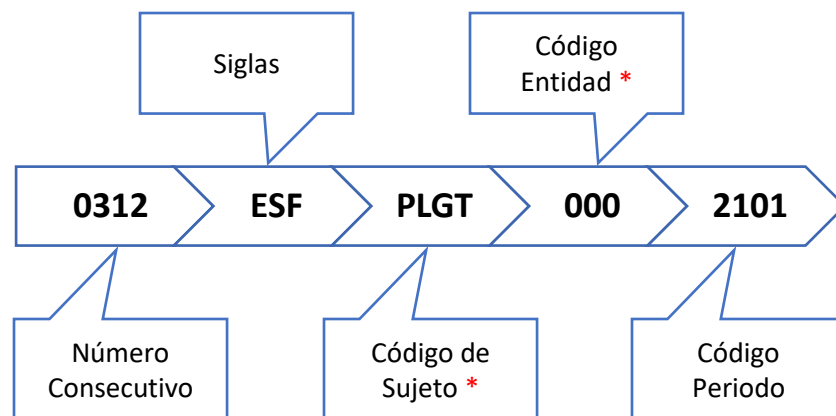 Siglas
Código
Entidad *
0312 ESF PLGT 000 2101
Número
Consecutivo
Código de
Sujeto *
Código
Periodo